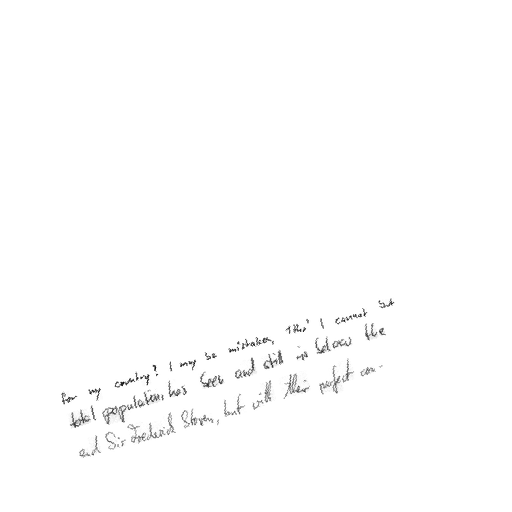 for my country? I may be mistaken, tho' I cannot but
total population, has been and still is below the
and Sir Frederick Stoven, but with their perfect con-